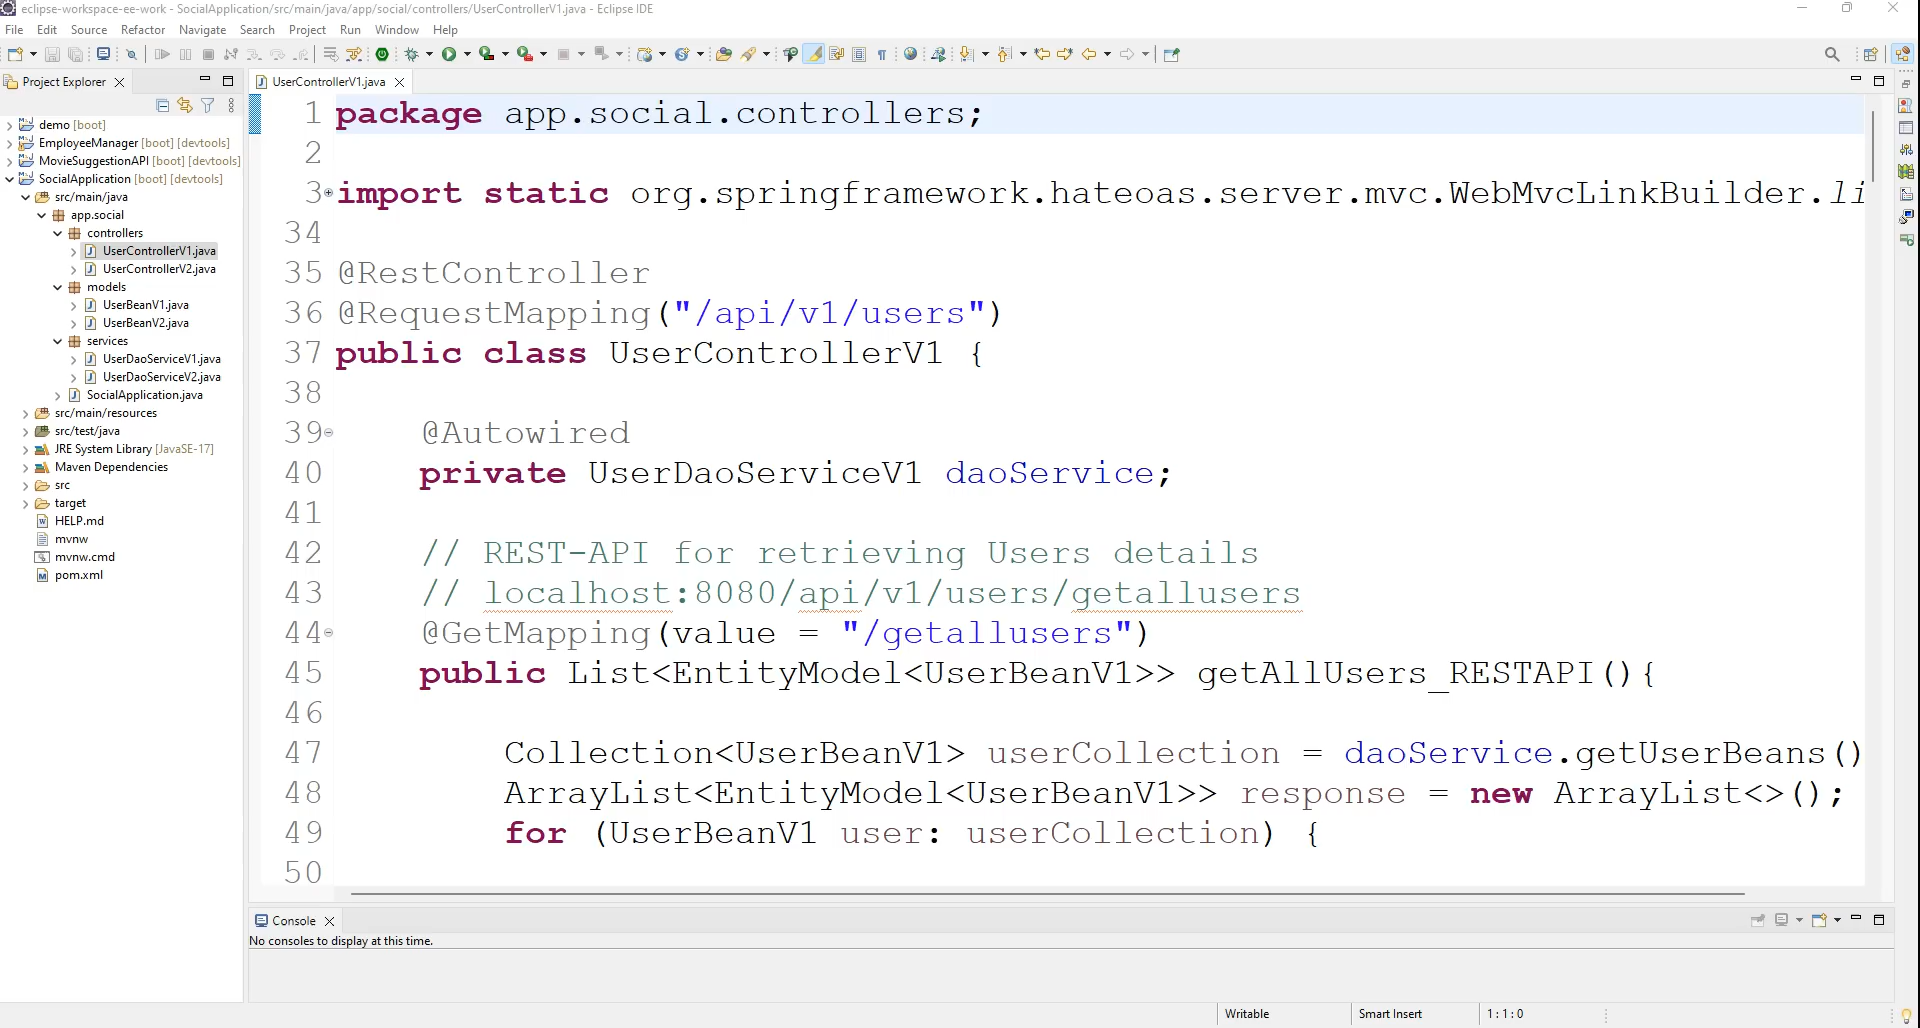 eclipse-workspace-ee-work - SocialApplication/src/main/java/app/social/controllers/UserControllerV1.java - Eclipse IDE
File Edit Source Refactor Navigate Search Project Run Window Help
Project Explorer
demo [boot]
EmployeeManager [boot] [devtools]
MovieSuggestionAPI [boot] [devtools]
SocialApplication [boot] [devtools]
src/main/java
app.social
controllers
UserControllerV1.java
UserControllerV2.java
models
UserBeanV1.java
UserBeanV2.java
services
UserDaoServiceV1.java
UserDaoServiceV2.java
SocialApplication.java
src/main/resources
src/test/java
JRE System Library [JavaSE-17]
Maven Dependencies
src
target
HELP.md
mvnw
mvnw.cmd
pom.xml
UserControllerV1.java
1 package app.social.controllers;
2
3 import static org.springframework.hateoas.server.mvc.WebMvcLinkBuilder.li
34
35 @RestController
36 @RequestMapping("/api/v1/users")
37 public class UserControllerV1 {
38
39 @Autowired
40 private UserDaoServiceV1 daoService;
41
42 // REST-API for retrieving Users details
43 // localhost:8080/api/v1/users/getallusers
44 @GetMapping(value = "/getallusers")
45 public List<EntityModel<UserBeanV1>> getAllUsers_RESTAPI(){
46
47 Collection<UserBeanV1> userCollection = daoService.getUserBeans()
48 ArrayList<EntityModel<UserBeanV1>> response = new ArrayList<>();
49 for (UserBeanV1 user: userCollection) {
50
Console
No consoles to display at this time.
Writable Smart Insert 1 : 1 : 0